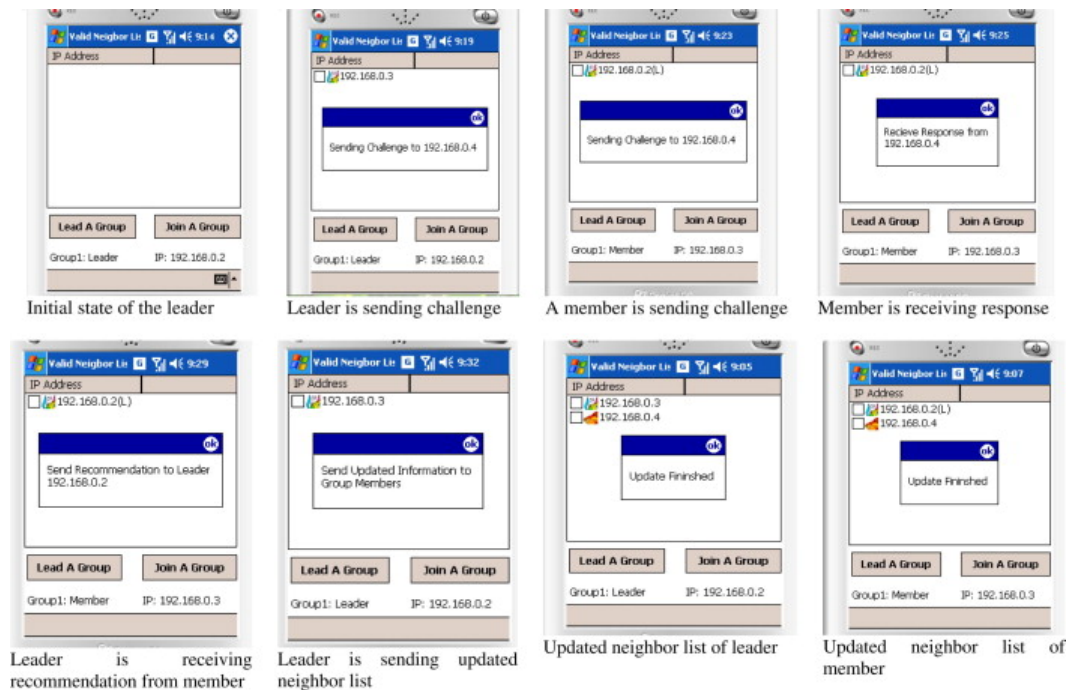 Valid Neigbor Lis G 9:14
IP Address
Lead A Group Join A Group
Group1: Leader IP: 192.168.0.2
Initial state of the leader
Valid Neigbor Lis G 9:19
IP Address
192.168.0.3
ok
Sending Challenge to 192.168.0.4
Lead A Group Join A Group
Group1: Leader IP: 192.168.0.2
Leader is sending challenge
Valid Neigbor Lis G 9:23
IP Address
192.168.0.2(L)
ok
Sending Challenge to 192.168.0.4
Lead A Group Join A Group
Group1: Member IP: 192.168.0.3
A member is sending challenge
Valid Neigbor Lis G 9:25
IP Address
192.168.0.2(L)
ok
Recieve Response from
192.168.0.4
Lead A Group Join A Group
Group1: Member IP: 192.168.0.3
Member is receiving response
Valid Neigbor Lis G 9:29
IP Address
192.168.0.2(L)
ok
Send Recommendation to Leader
192.168.0.2
Lead A Group Join A Group
Group1: Member IP: 192.168.0.3
Leader is receiving
recommendation from member
Valid Neigbor Lis G 9:32
IP Address
192.168.0.3
ok
Send Updated Information to
Group Members
Lead A Group Join A Group
Group1: Leader IP: 192.168.0.2
Leader is sending updated
neighbor list
Valid Neigbor Lis G 9:05
IP Address
192.168.0.3
192.168.0.4
ok
Update Fininshed
Lead A Group Join A Group
Group1: Leader IP: 192.168.0.2
Updated neighbor list of leader
Valid Neigbor Lis G 9:07
IP Address
192.168.0.2(L)
192.168.0.4
ok
Update Fininshed
Lead A Group Join A Group
Group1: Member IP: 192.168.0.3
Updated neighbor list of
member